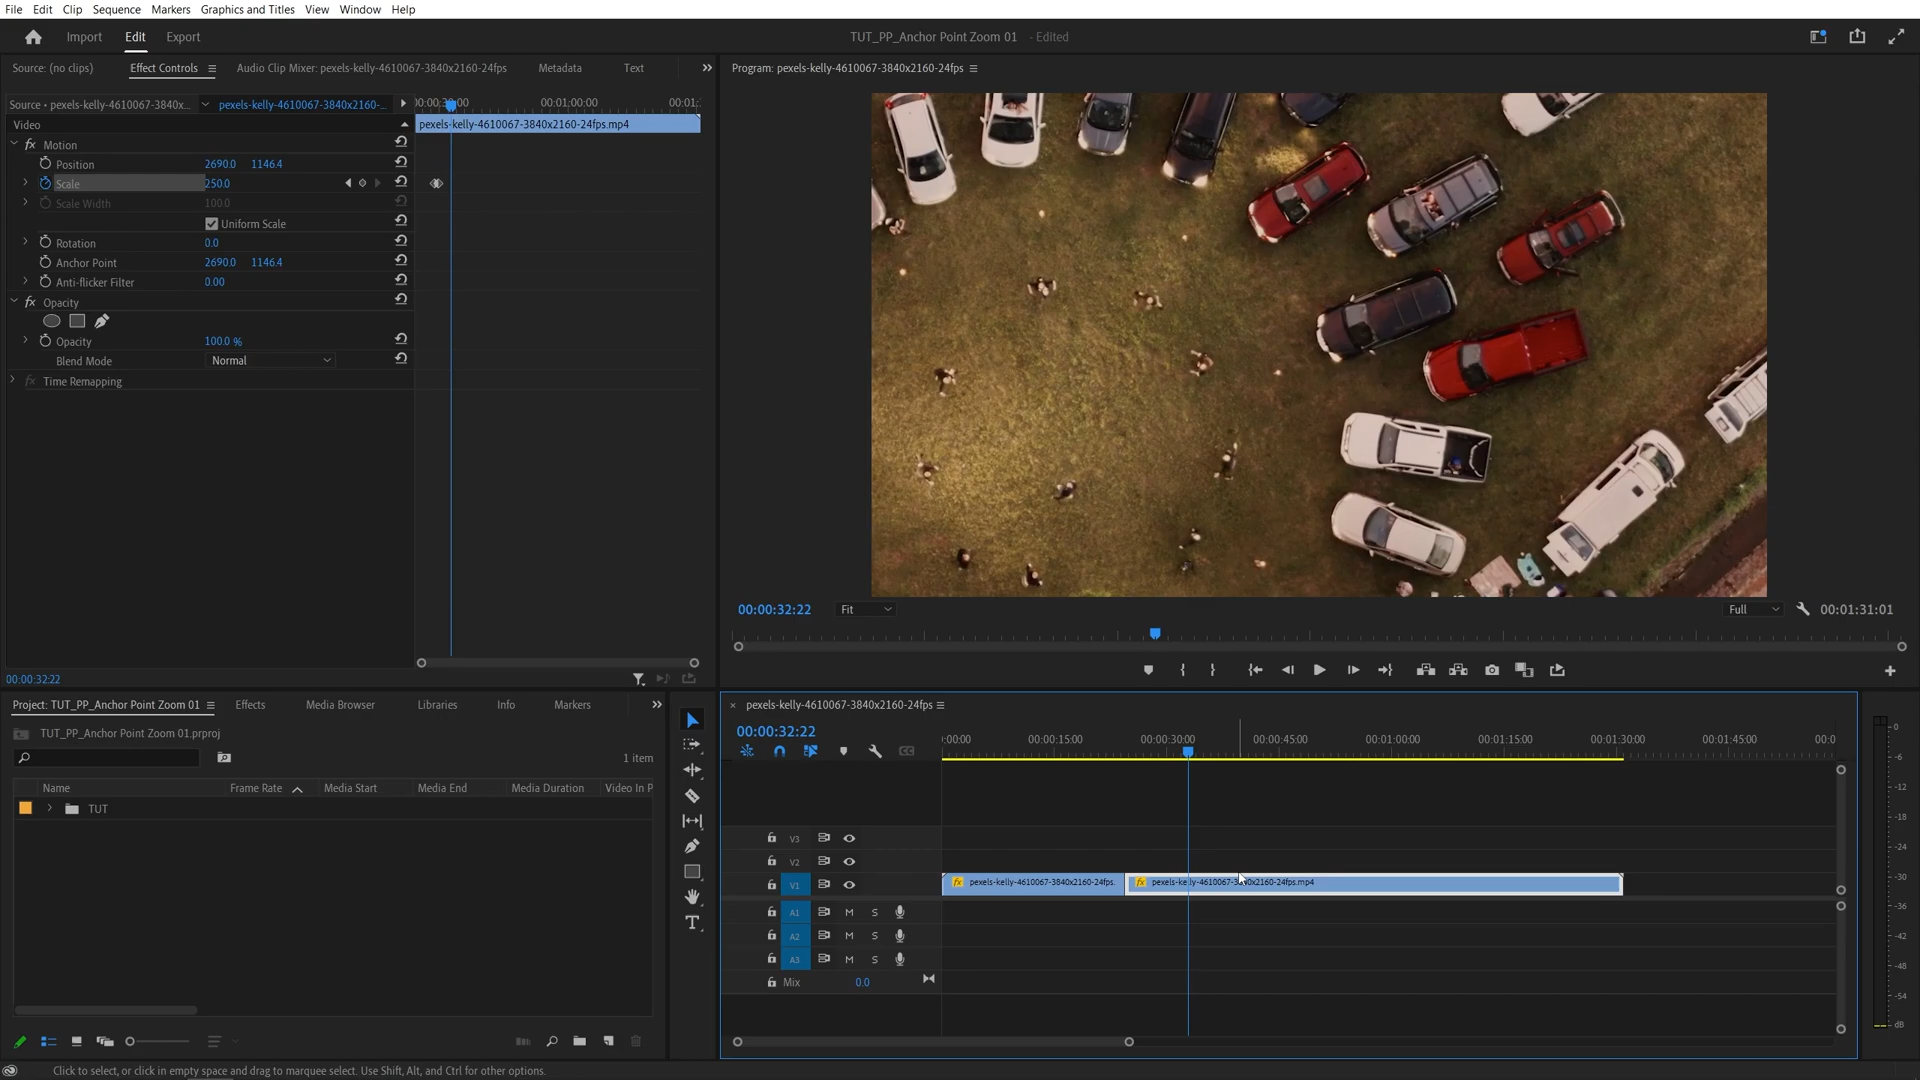 File Edit Clip Sequence Markers Graphics and Titles View Window Help
Import Edit Export
TUT_PP_Anchor Point Zoom 01 - Edited
Source: (no clips) Effect Controls Audio Clip Mixer: pexels-kelly-4610067-3840x2160-24fps Metadata Text
Program: pexels-kelly-4610067-3840x2160-24fps
Source • pexels-kelly-4610067-3840x... pexels-kelly-4610067-3840x2160-...
00:01:00:00 00:01:
Video
pexels-kelly-4610067-3840x2160-24fps.mp4
fx Motion
Position 2690.0 1146.4
Scale 250.0
Scale Width 100.0
Uniform Scale
Rotation 0.0
Anchor Point 2690.0 1146.4
Anti-flicker Filter 0.00
fx Opacity
Opacity 100.0 %
Blend Mode Normal
fx Time Remapping
00:00:32:22
00:00:32:22 Fit Full 00:01:31:01
Project: TUT_PP_Anchor Point Zoom 01 Effects Media Browser Libraries Info Markers
TUT_PP_Anchor Point Zoom 01.prproj
1 item
Name Frame Rate Media Start Media End Media Duration Video In P
TUT
pexels-kelly-4610067-3840x2160-24fps
00:00:32:22
:00:00 00:00:15:00 00:00:30:00 00:00:45:00 00:01:00:00 00:01:15:00 00:01:30:00 00:01:45:00 00:0
V3
V2
V1 fx pexels-kelly-4610067-3840x2160-24fps. fx pexels-kelly-4610067-3840x2160-24fps.mp4
A1 M S
A2 M S
A3 M S
Mix 0.0
0
-6
-12
-18
-24
-30
-36
-42
-48
-54
dB
Click to select, or click in empty space and drag to marquee select. Use Shift, Alt, and Ctrl for other options.